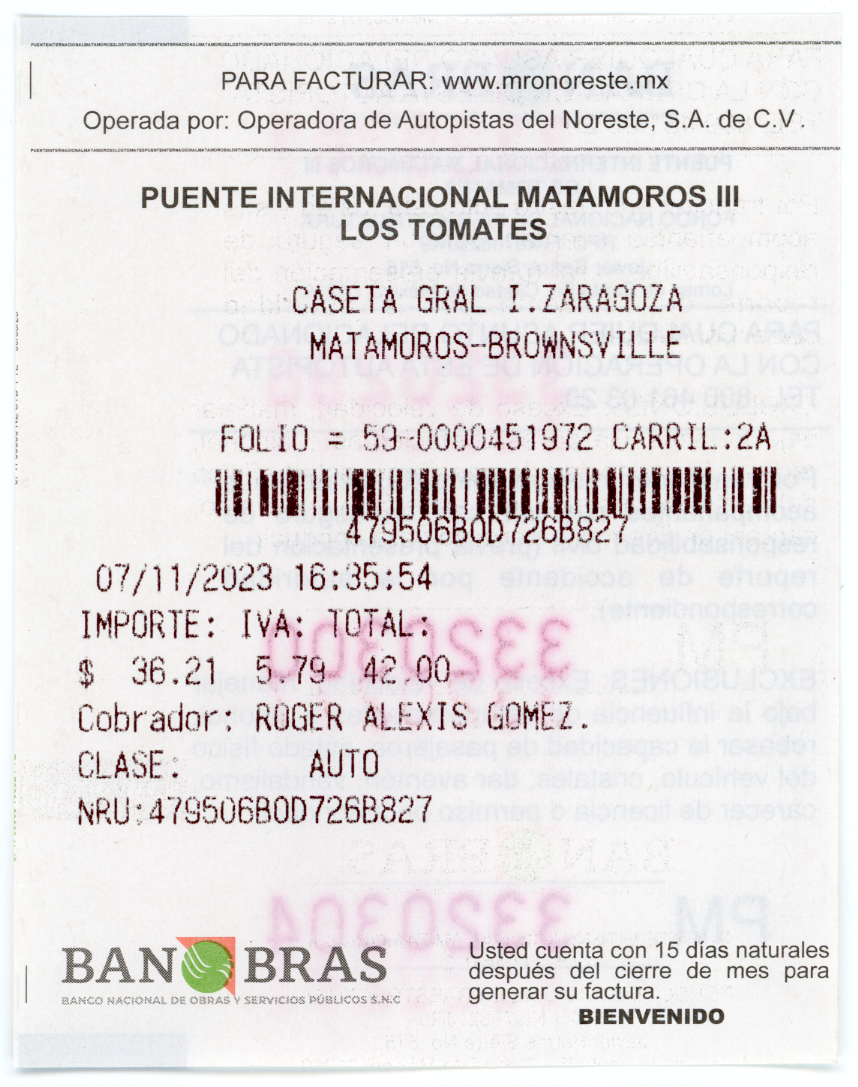 PARA FACTURAR: www.mronoreste.mx
Operada por: Operadora de Autopistas del Noreste, S.A. de C.V
PUENTE INTERNACIONAL MATAMOROS III
LOS TOMATES
CASETA GRAL I ZARAGOZA
MATAMOROS-BROWNSVILLE
FOLIO = 59-0000451972 CARRIL:2A
479506B0D726B827
07/11/2023 16:35:54
IMPORTE: IVA: TOTAL:
$ 36.21 5.79 42.00
Cobrador: ROGER ALEXIS GOMEZ.
CLASE: AUTO
NRU:479506B0D726B827
BANOBRAS
BANCO NACIONAL DE OBRAS Y SERVICIOS PÚBLICOS S.N.C
Usted cuenta con 15 días naturales
después del cierre de mes para
generar su factura.
BIENVENIDO